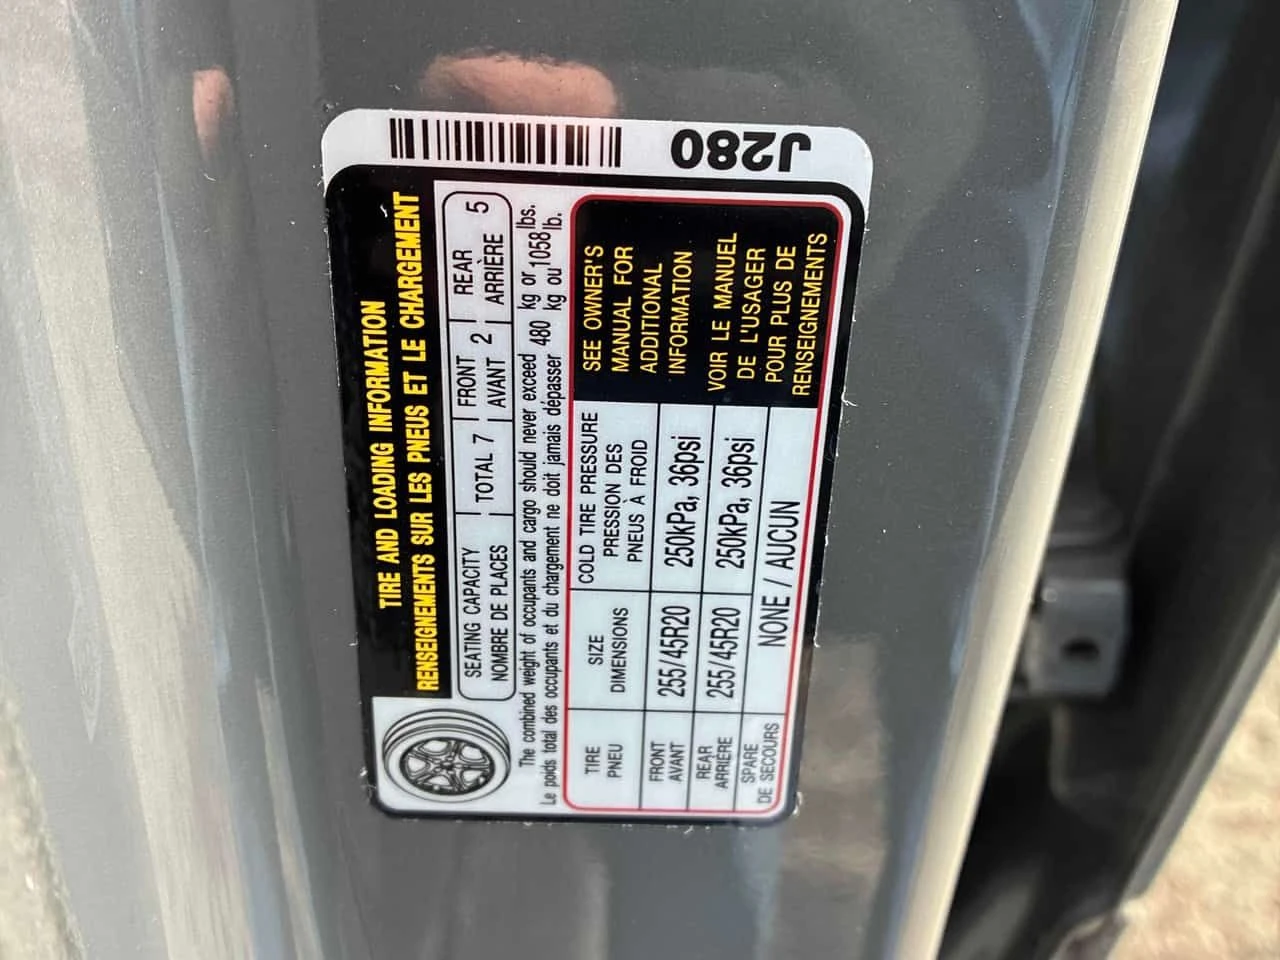 TIRE AND LOADING INFORMATION
RENSEIGNEMENTS SUR LES PNEUS ET LE CHARGEMENT
SEATING CAPACITY TOTAL 7 FRONT 2 REAR 5
NOMBRE DE PLACES AVANT ARRIÈRE
The combined weight of occupants and cargo should never exceed 480 kg or 1058 lbs.
Le poids total des occupants et du chargement ne doit jamais dépasser kg ou lb.
TIRE SIZE COLD TIRE PRESSURE
PNEU DIMENSIONS PRESSION DES
PNEUS À FROID
FRONT 255/45R20 250kPa, 36psi
AVANT
REAR 255/45R20 250kPa, 36psi
ARRIÈRE
SPARE NONE / AUCUN
DE SECOURS
SEE OWNER'S
MANUAL FOR
ADDITIONAL
INFORMATION
VOIR LE MANUEL
DE L'USAGER
POUR PLUS DE
RENSEIGNEMENTS
J280